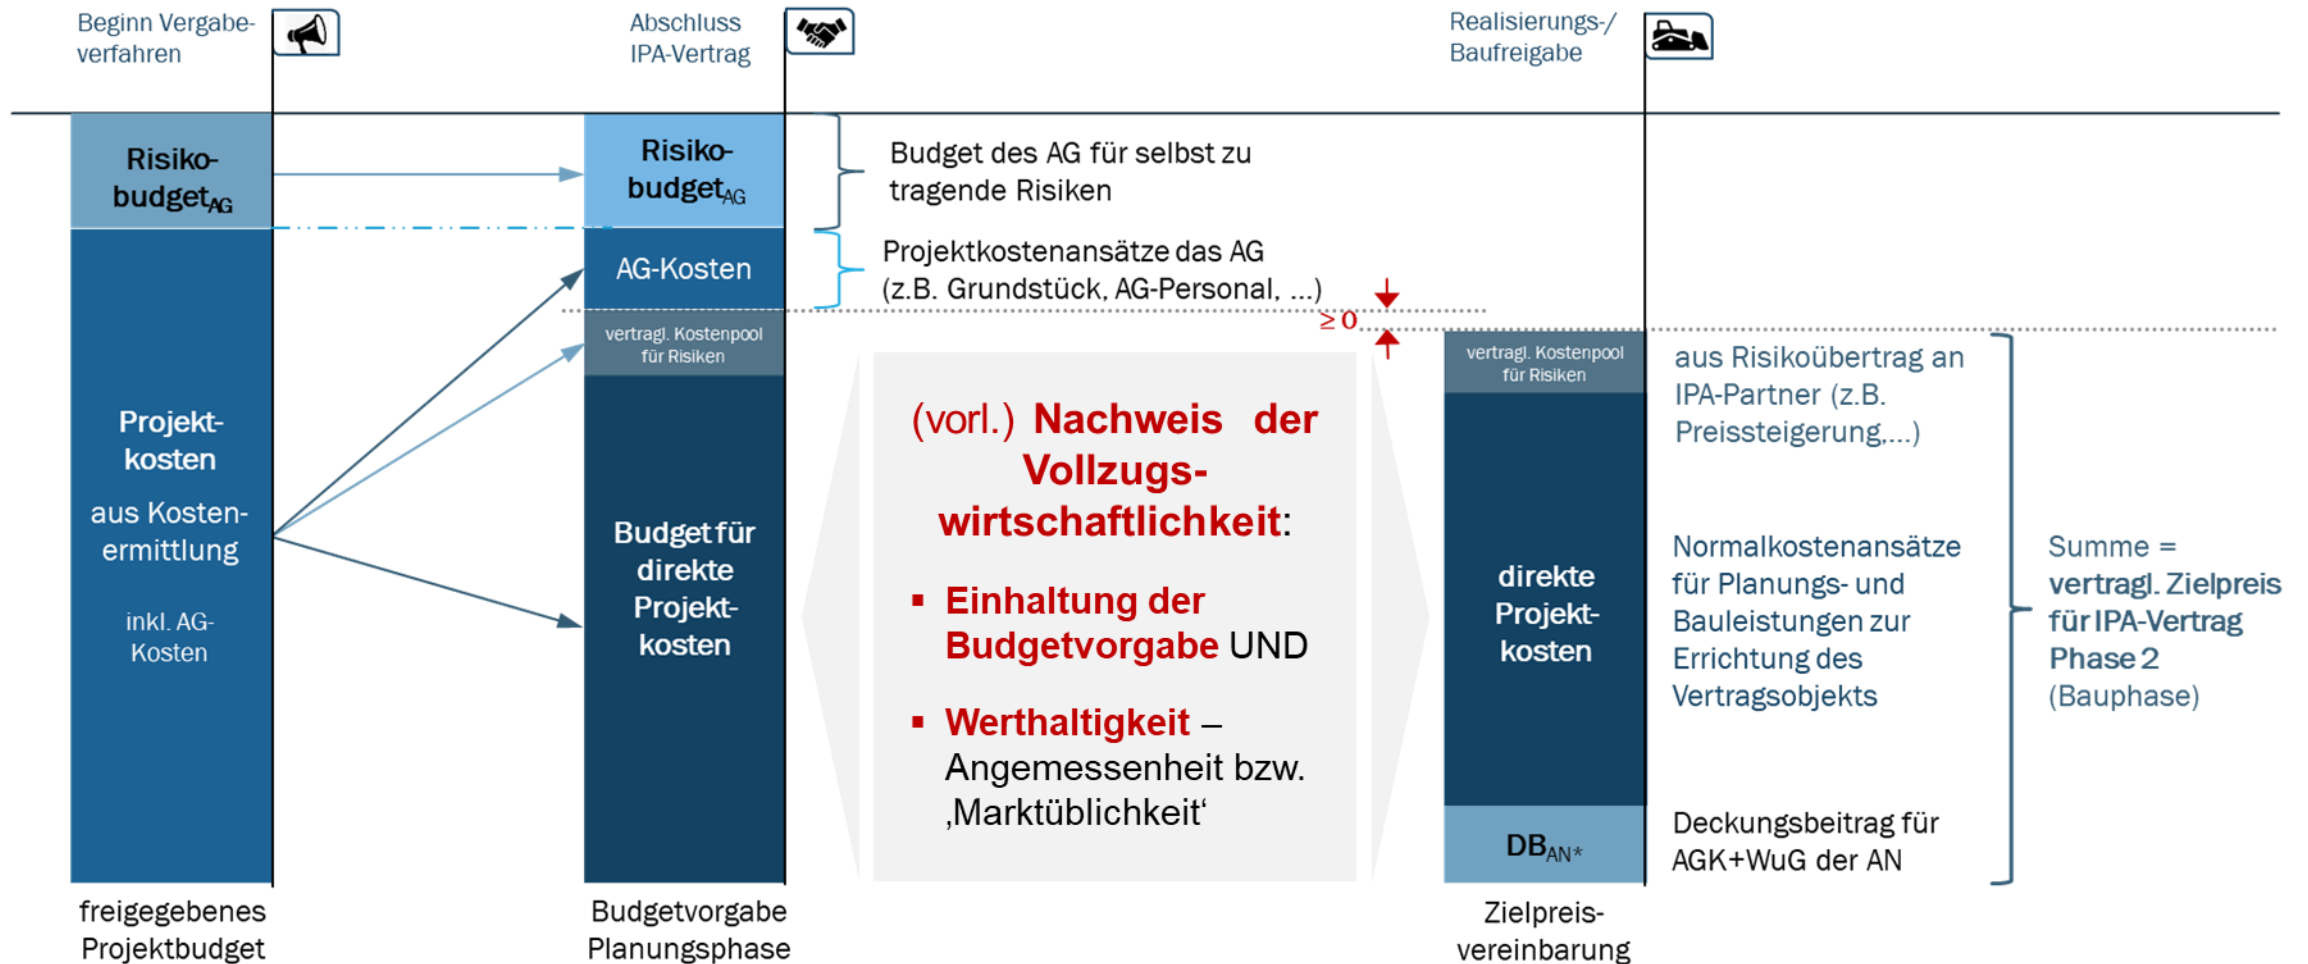 Beginn Vergabe-
verfahren
Abschluss
IPA-Vertrag
Realisierungs-/
Baufreigabe
Risiko-
budgetAG
Projekt-
kosten
aus Kosten-
ermittlung
inkl. AG-
Kosten
freigegebenes
Projektbudget
Risiko-
budgetAG
AG-Kosten
vertragl. Kostenpool
für Risiken
Budget für
direkte
Projekt-
kosten
Budgetvorgabe
Planungsphase
Budget des AG für selbst zu
tragende Risiken
Projektkostenansätze das AG
(z.B. Grundstück, AG-Personal, ...)
≥ 0
(vorl.) Nachweis der
Vollzugs-
wirtschaftlichkeit:
▪ Einhaltung der
Budgetvorgabe UND
▪ Werthaltigkeit –
Angemessenheit bzw.
‚Marktüblichkeit‘
vertragl. Kostenpool
für Risiken
direkte
Projekt-
kosten
DBAN*
Zielpreis-
vereinbarung
aus Risikoübertrag an
IPA-Partner (z.B.
Preissteigerung,...)
Normalkostenansätze
für Planungs- und
Bauleistungen zur
Errichtung des
Vertragsobjekts
Deckungsbeitrag für
AGK+WuG der AN
Summe =
vertragl. Zielpreis
für IPA-Vertrag
Phase 2
(Bauphase)